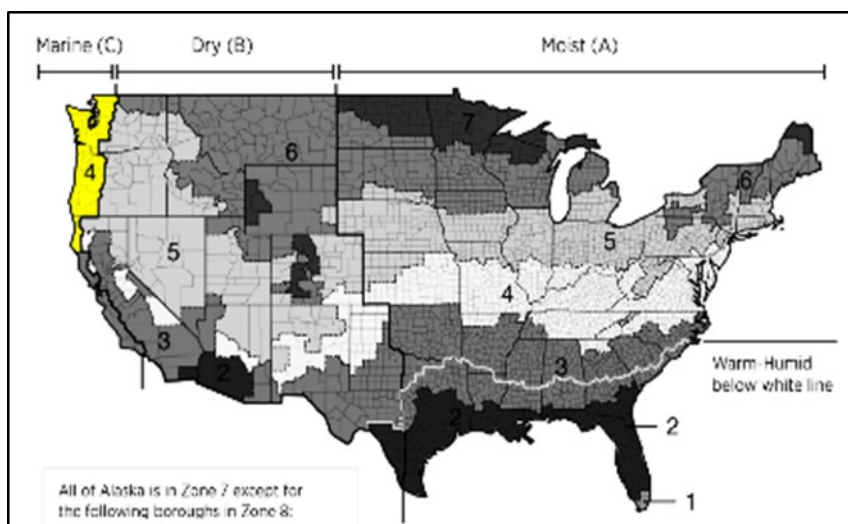 Marine (C) Dry (B) Moist (A)
7
6
6
4
5
5
4
3
3
Warm-Humid
below white line
2
2
2
1
All of Alaska is in Zone 7 except for
the following boroughs in Zone 8: